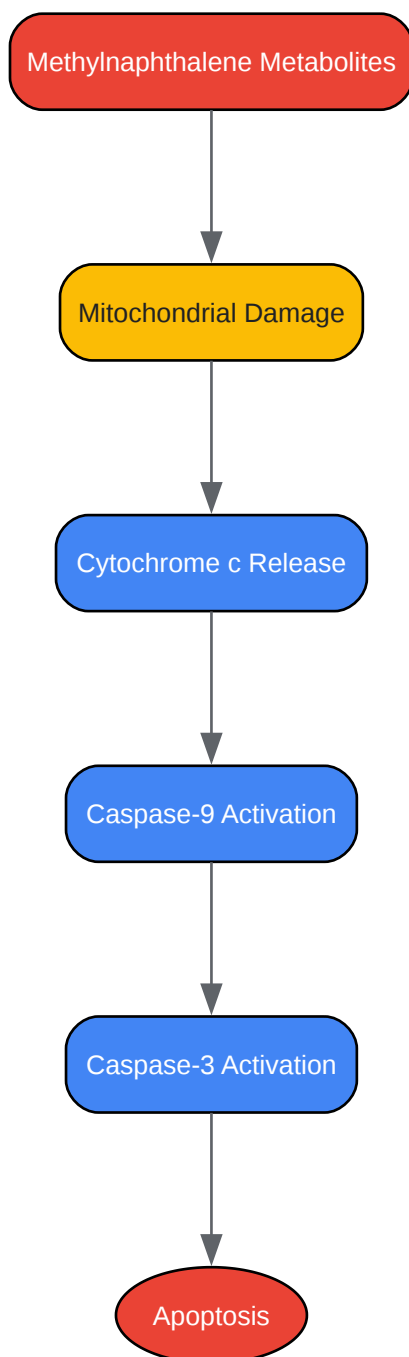 Methylnaphthalene Metabolites
Mitochondrial Damage
Cytochrome c Release
Caspase-9 Activation
Caspase-3 Activation
Apoptosis